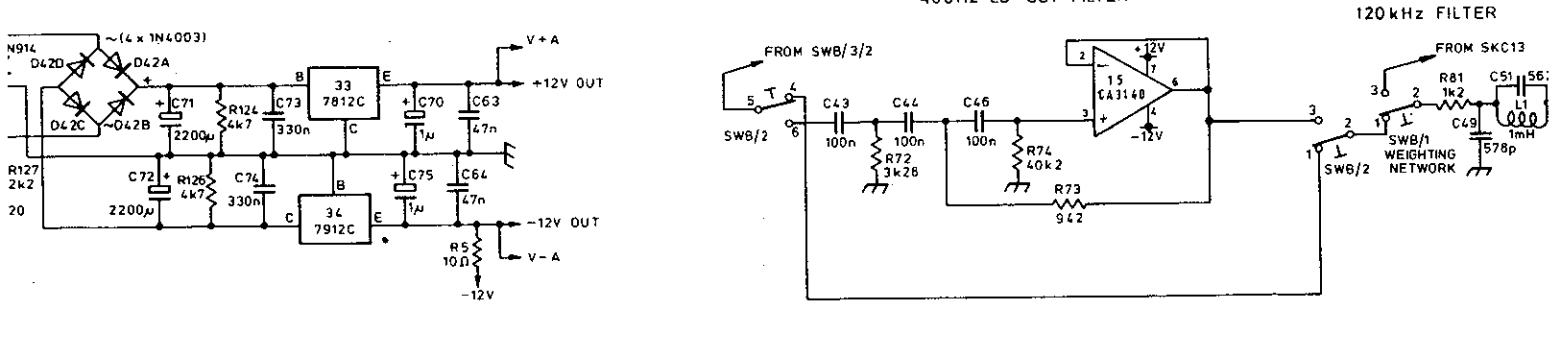 120kHz FILTER
N914
~(4 x 1N4003)
D42D
D42A
D42C
~D42B
+
C71
2200µ
R124
4k7
C73
330n
B
33
7812C
E
C
+
C70
1µ
C63
47n
V+A
+12V OUT
R127
2k2
20
C72
+
2200µ
R126
4k7
C74
330n
B
C
34
7912C
E
+
C75
1µ
C64
47n
-12V OUT
V-A
R5
10Ω
-12V
FROM SWB/3/2
5
4
6
SWB/2
C43
100n
C44
100n
C46
100n
R72
3k28
R74
40k2
R73
942
2
-
3
+
15
CA3140
+12V
7
4
-12V
6
3
1
2
SWB/2
FROM SKC13
3
1
2
SWB/1
WEIGHTING
NETWORK
R81
1k2
C49
578p
C51
L1
1mH